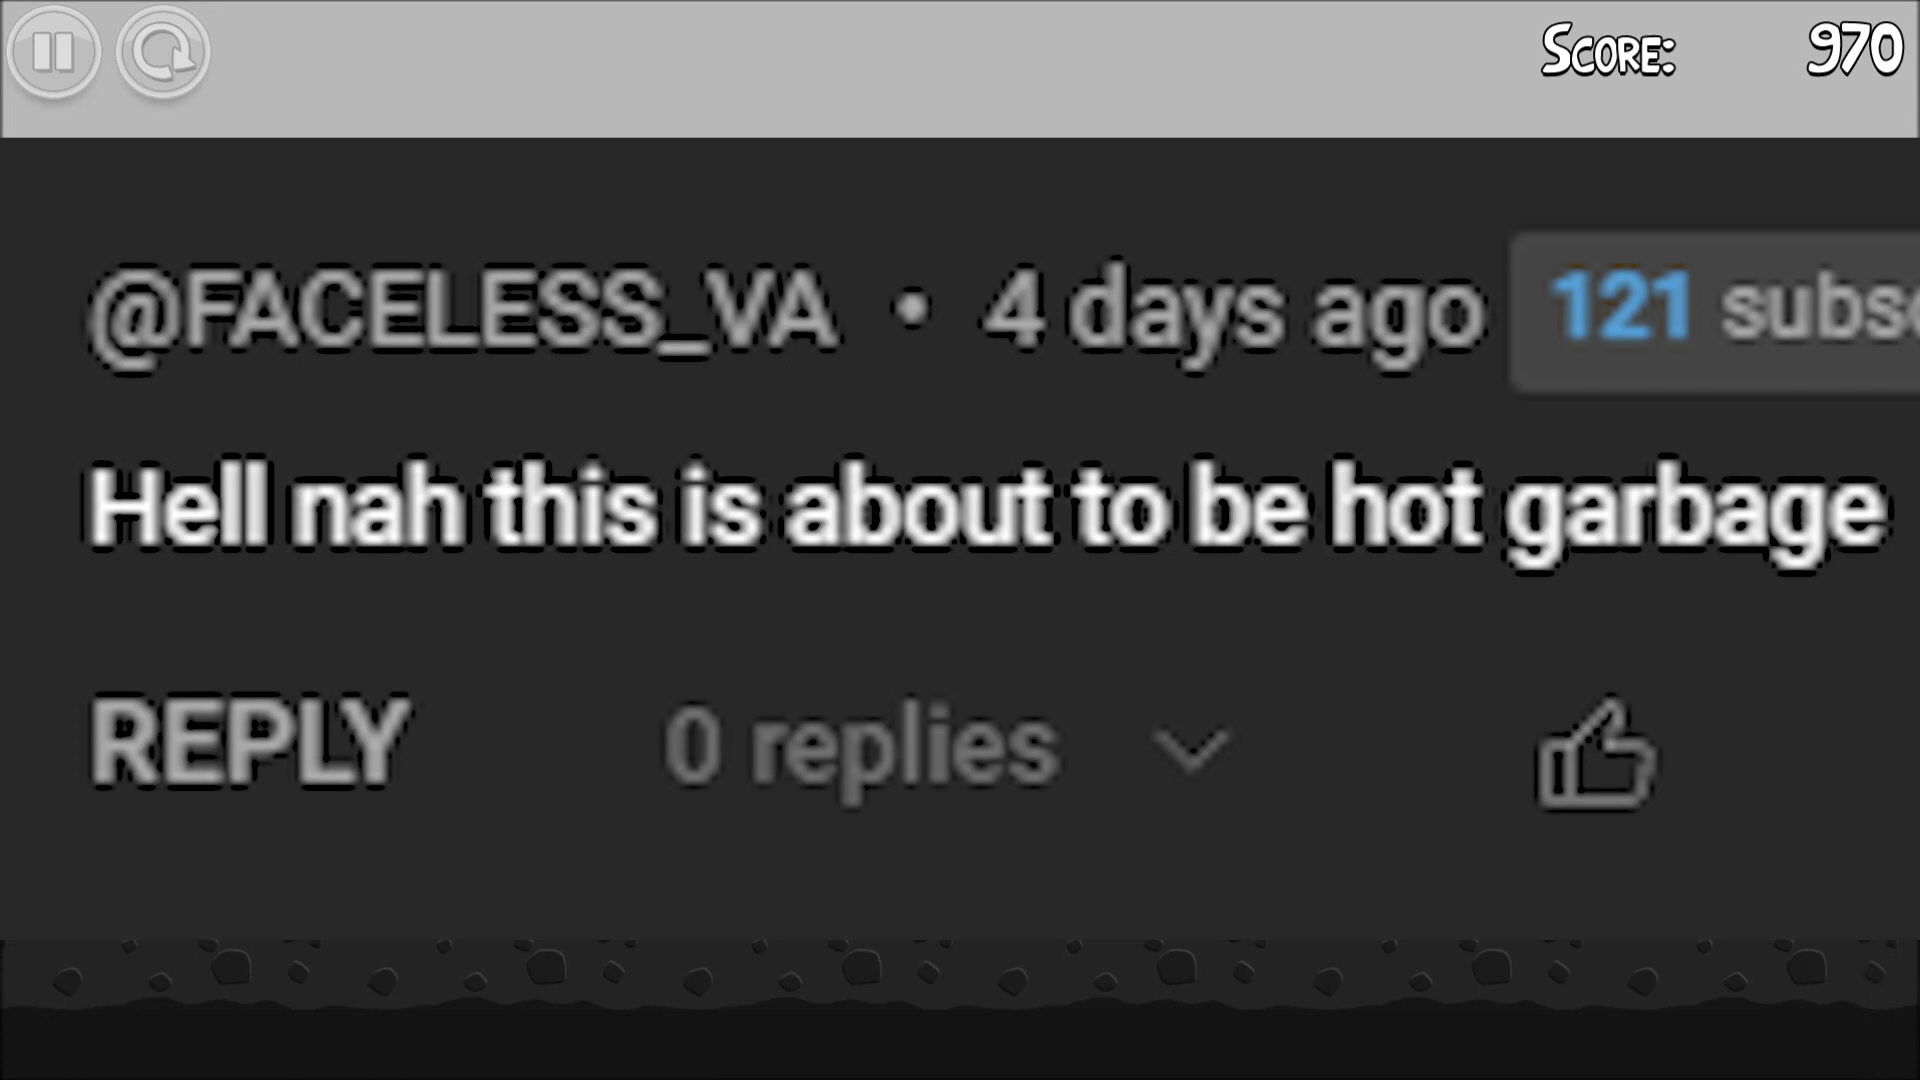 SCORE: 970
@FACELESS_VA • 4 days ago 121 subsc
Hell nah this is about to be hot garbage
REPLY 0 replies